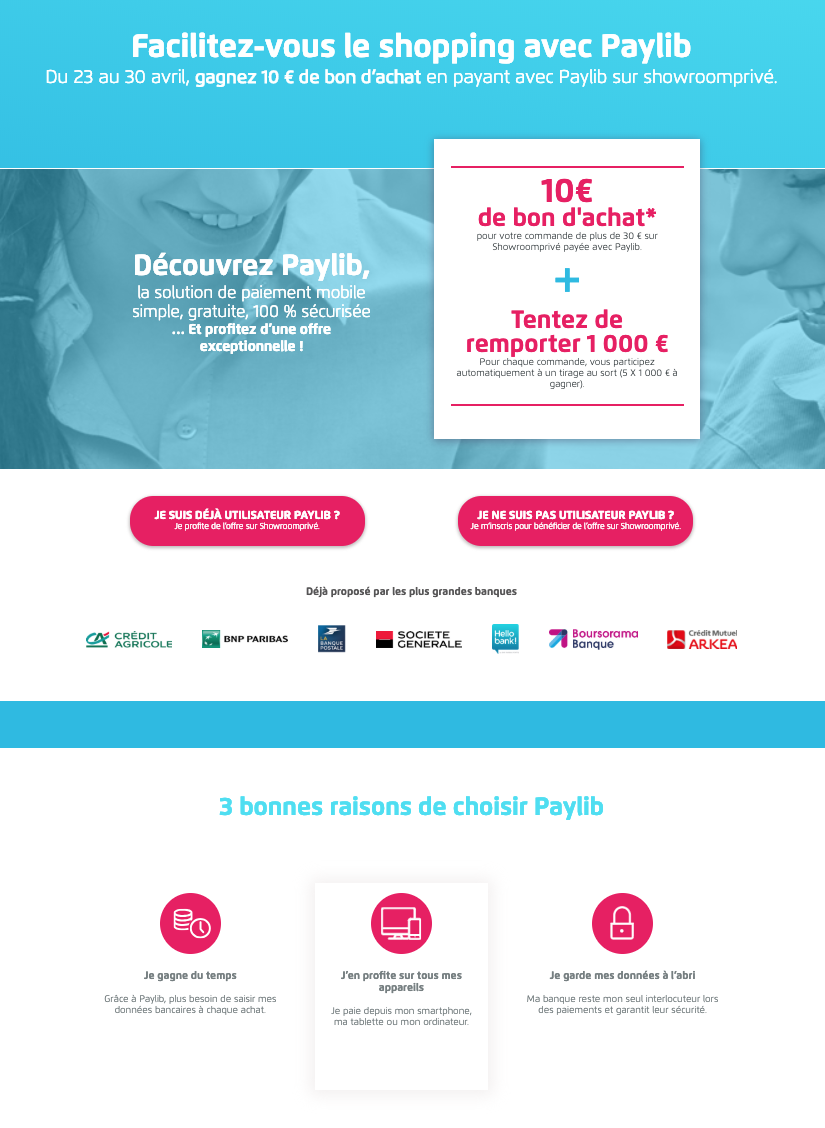 Facilitez-vous le shopping avec Paylib
Du 23 au 30 avril, gagnez 10 € de bon d'achat en payant avec Paylib sur showroomprivé.
Découvrez Paylib,
la solution de paiement mobile
simple, gratuite, 100 % sécurisée
... Et profitez d'une offre
exceptionnelle !
10€
de bon d'achat*
pour votre commande de plus de 30 € sur
Showroomprivé payée avec Paylib.
+
Tentez de
remporter 1 000 €
Pour chaque commande, vous participez
automatiquement à un tirage au sort (5 X 1 000 € à
gagner).
JE SUIS DÉJÀ UTILISATEUR PAYLIB ?
Je profite de l'offre sur Showroomprivé.
JE NE SUIS PAS UTILISATEUR PAYLIB ?
Je m'inscris pour bénéficier de l'offre sur Showroomprivé.
Déjà proposé par les plus grandes banques
CA CRÉDIT
AGRICOLE
BNP PARIBAS
LA
BANQUE
POSTALE
SOCIETE
GENERALE
Hello
bank!
Boursorama
Banque
Crédit Mutuel
ARKEA
3 bonnes raisons de choisir Paylib
Je gagne du temps
Grâce à Paylib, plus besoin de saisir mes
données bancaires à chaque achat.
J'en profite sur tous mes
appareils
Je paie depuis mon smartphone,
ma tablette ou mon ordinateur.
Je garde mes données à l'abri
Ma banque reste mon seul interlocuteur lors
des paiements et garantit leur sécurité.